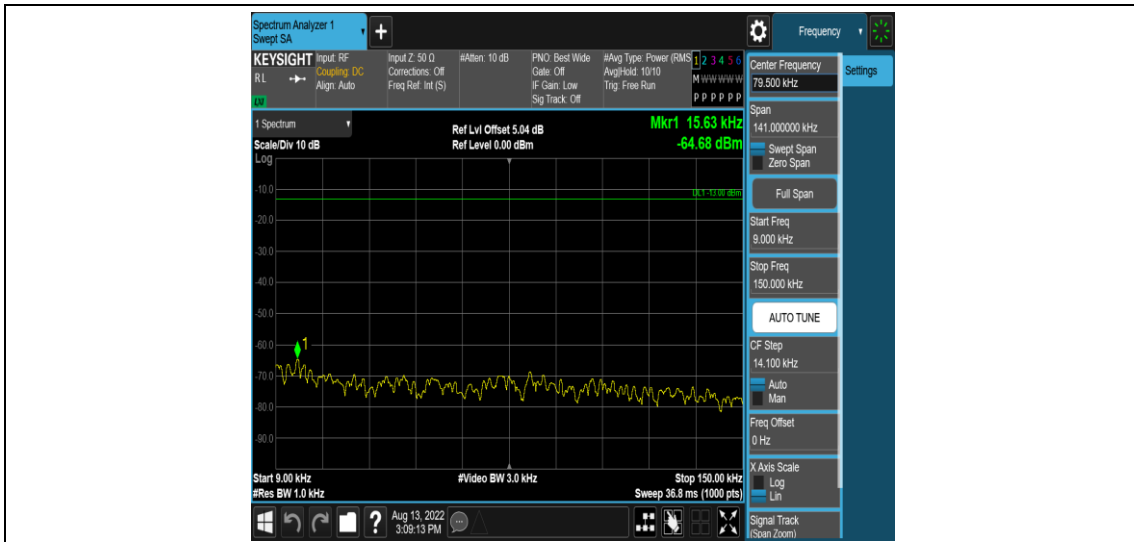 Spectrum Analyzer 1
Swept SA
Frequency
KEYSIGHT
RL
LXI
Input: RF
Coupling: DC
Align: Auto
Input Z: 50 Ω
Corrections: Off
Freq Ref: Int (S)
#Atten: 10 dB
PNO: Best Wide
Gate: Off
IF Gain: Low
Sig Track: Off
#Avg Type: Power (RMS
Avg|Hold: 10/10
Trig: Free Run
1 2 3 4 5 6
M W W W W W
P P P P P P
1 Spectrum
Scale/Div 10 dB
Log
Ref Lvl Offset 5.04 dB
Ref Level 0.00 dBm
Mkr1 15.63 kHz
-64.68 dBm
DL1 -13.00 dBm
-10.0
-20.0
-30.0
-40.0
-50.0
-60.0
-70.0
-80.0
-90.0
1
Start 9.00 kHz
#Res BW 1.0 kHz
#Video BW 3.0 kHz
Stop 150.00 kHz
Sweep 36.8 ms (1000 pts)
Center Frequency
79.500 kHz
Settings
Span
141.000000 kHz
Swept Span
Zero Span
Full Span
Start Freq
9.000 kHz
Stop Freq
150.000 kHz
AUTO TUNE
CF Step
14.100 kHz
Auto
Man
Freq Offset
0 Hz
X Axis Scale
Log
Lin
Signal Track
(Span Zoom)
?
Aug 13, 2022
3:09:13 PM